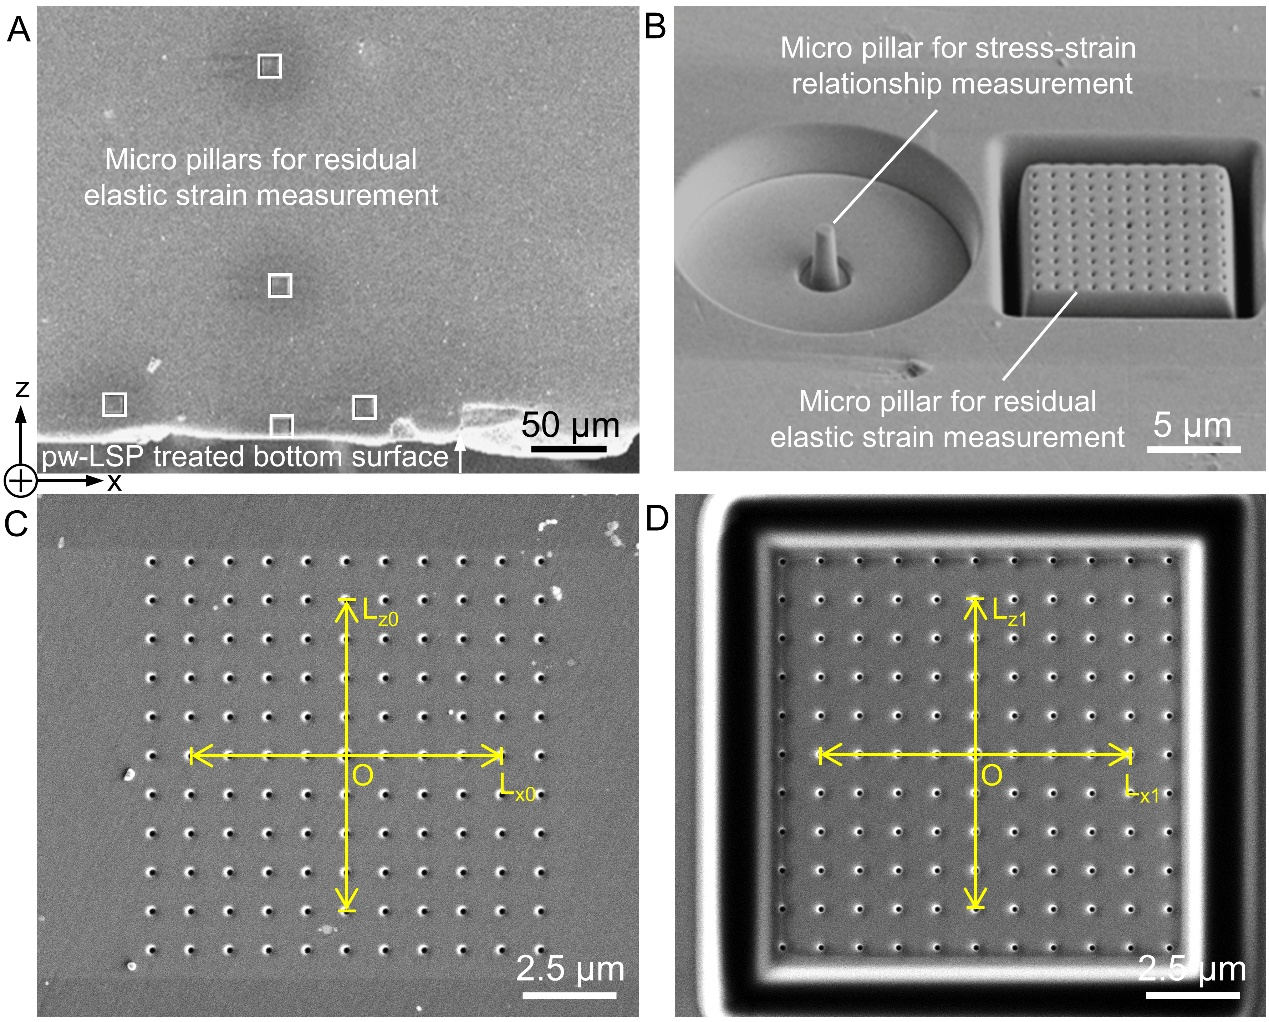 A
Micro pillars for residual
elastic strain measurement
50 µm
pw-LSP treated bottom surface
z
x
B
Micro pillar for stress-strain
relationship measurement
Micro pillar for residual
elastic strain measurement
5 µm
C
Lz0
O
Lx0
2.5 µm
D
Lz1
O
Lx1
2.5 µm